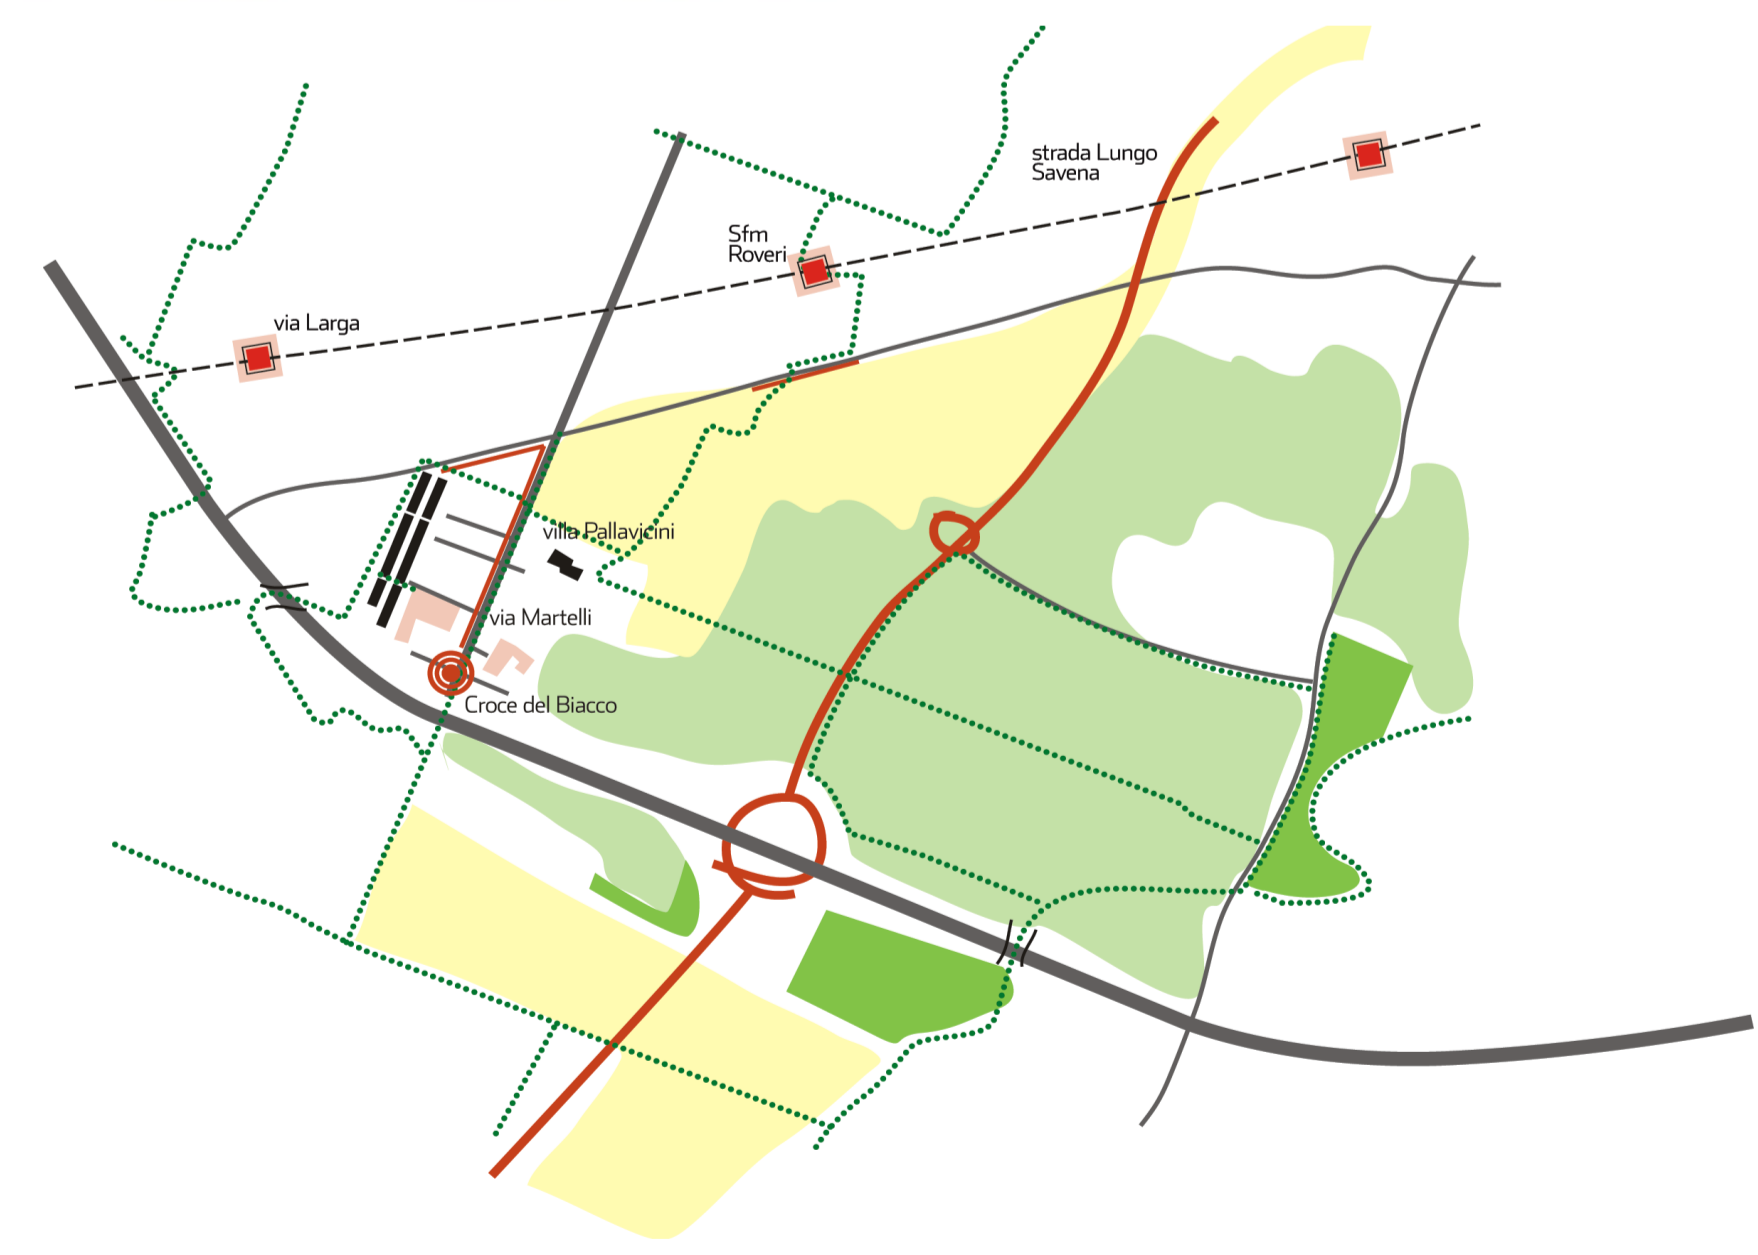 strada Lungo
Savena
Sfm
Roveri
via Larga
villa Pallavicini
via Martelli
Croce del Biacco